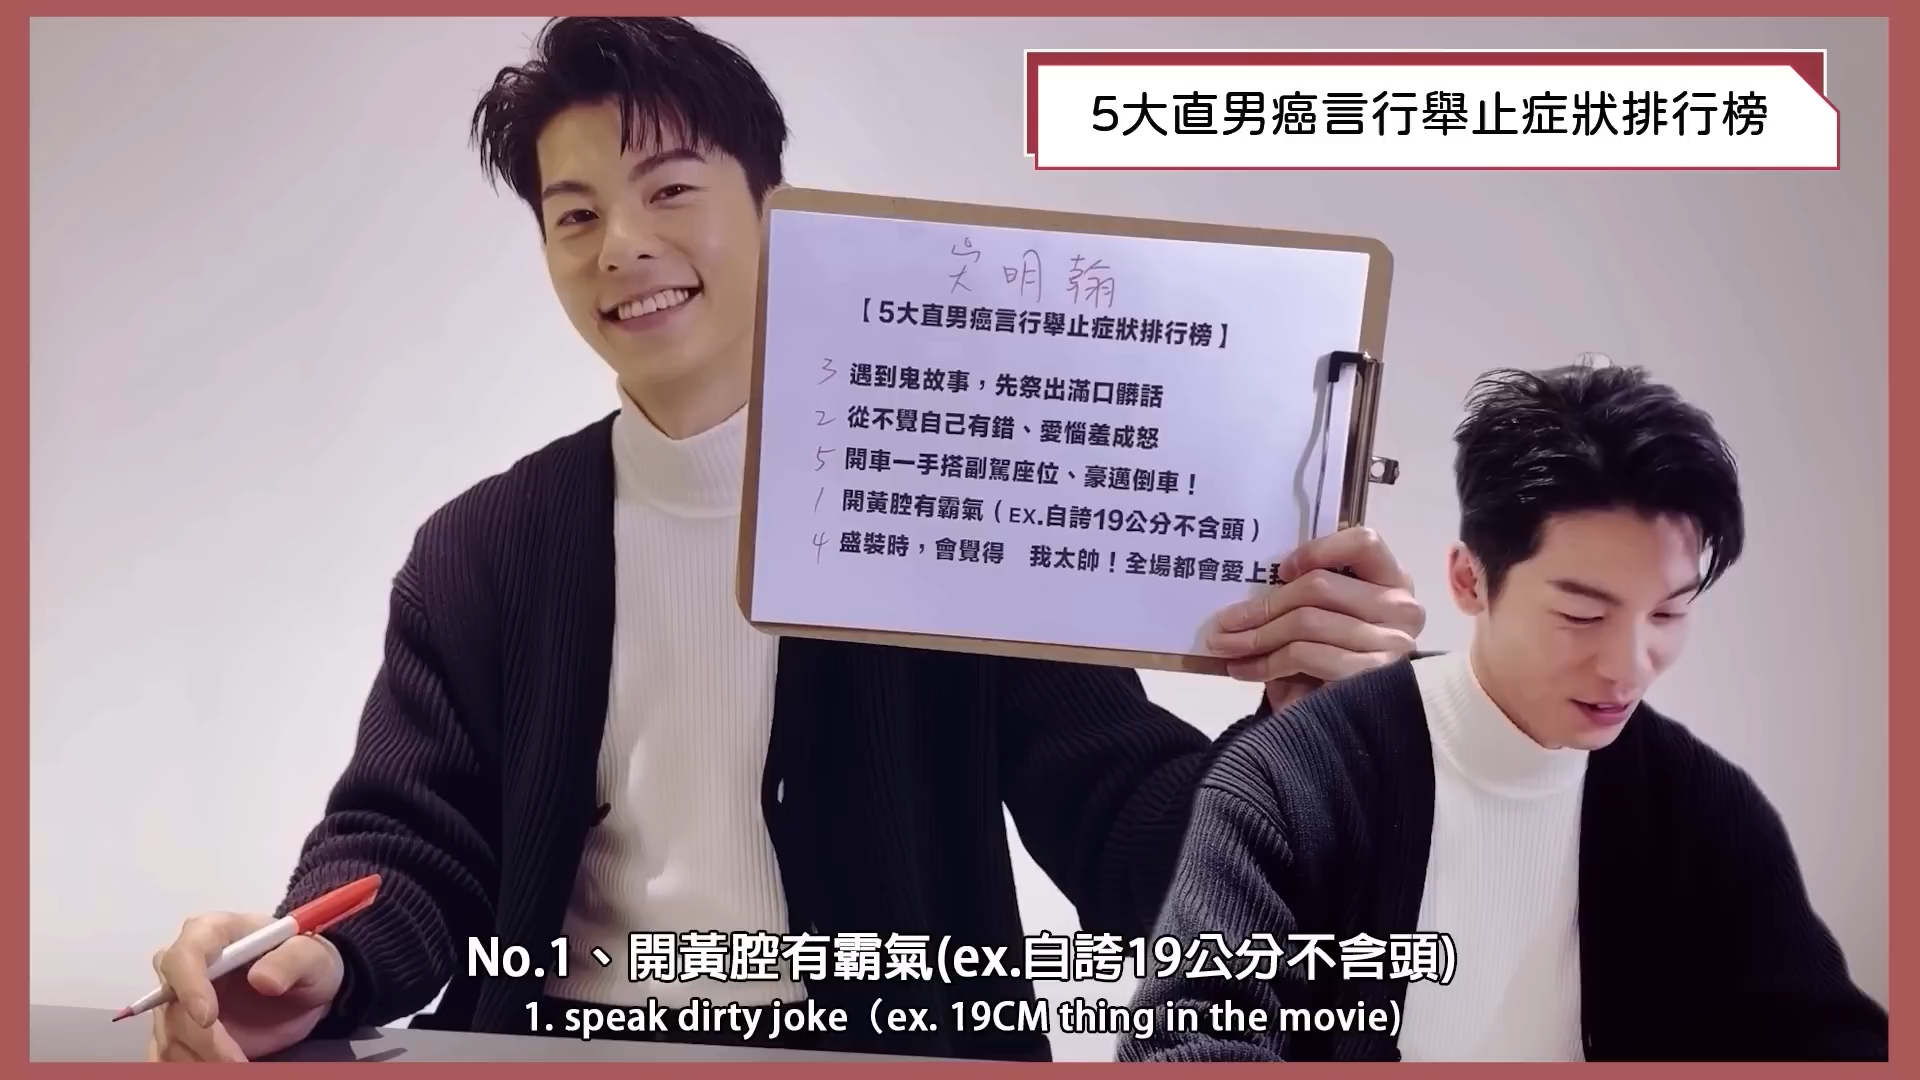 5大直男癌言行舉止症狀排行榜
吳明翰
【5大直男癌言行舉止症狀排行榜】
3 遇到鬼故事，先祭出滿口髒話
2 從不覺自己有錯、愛惱羞成怒
5 開車一手搭副駕座位、豪邁倒車！
1 開黃腔有霸氣（EX.自誇19公分不含頭）
4 盛裝時，會覺得 我太帥！全場都會愛上
No.1、開黃腔有霸氣(ex.自誇19公分不含頭)
1. speak dirty joke（ex. 19CM thing in the movie)